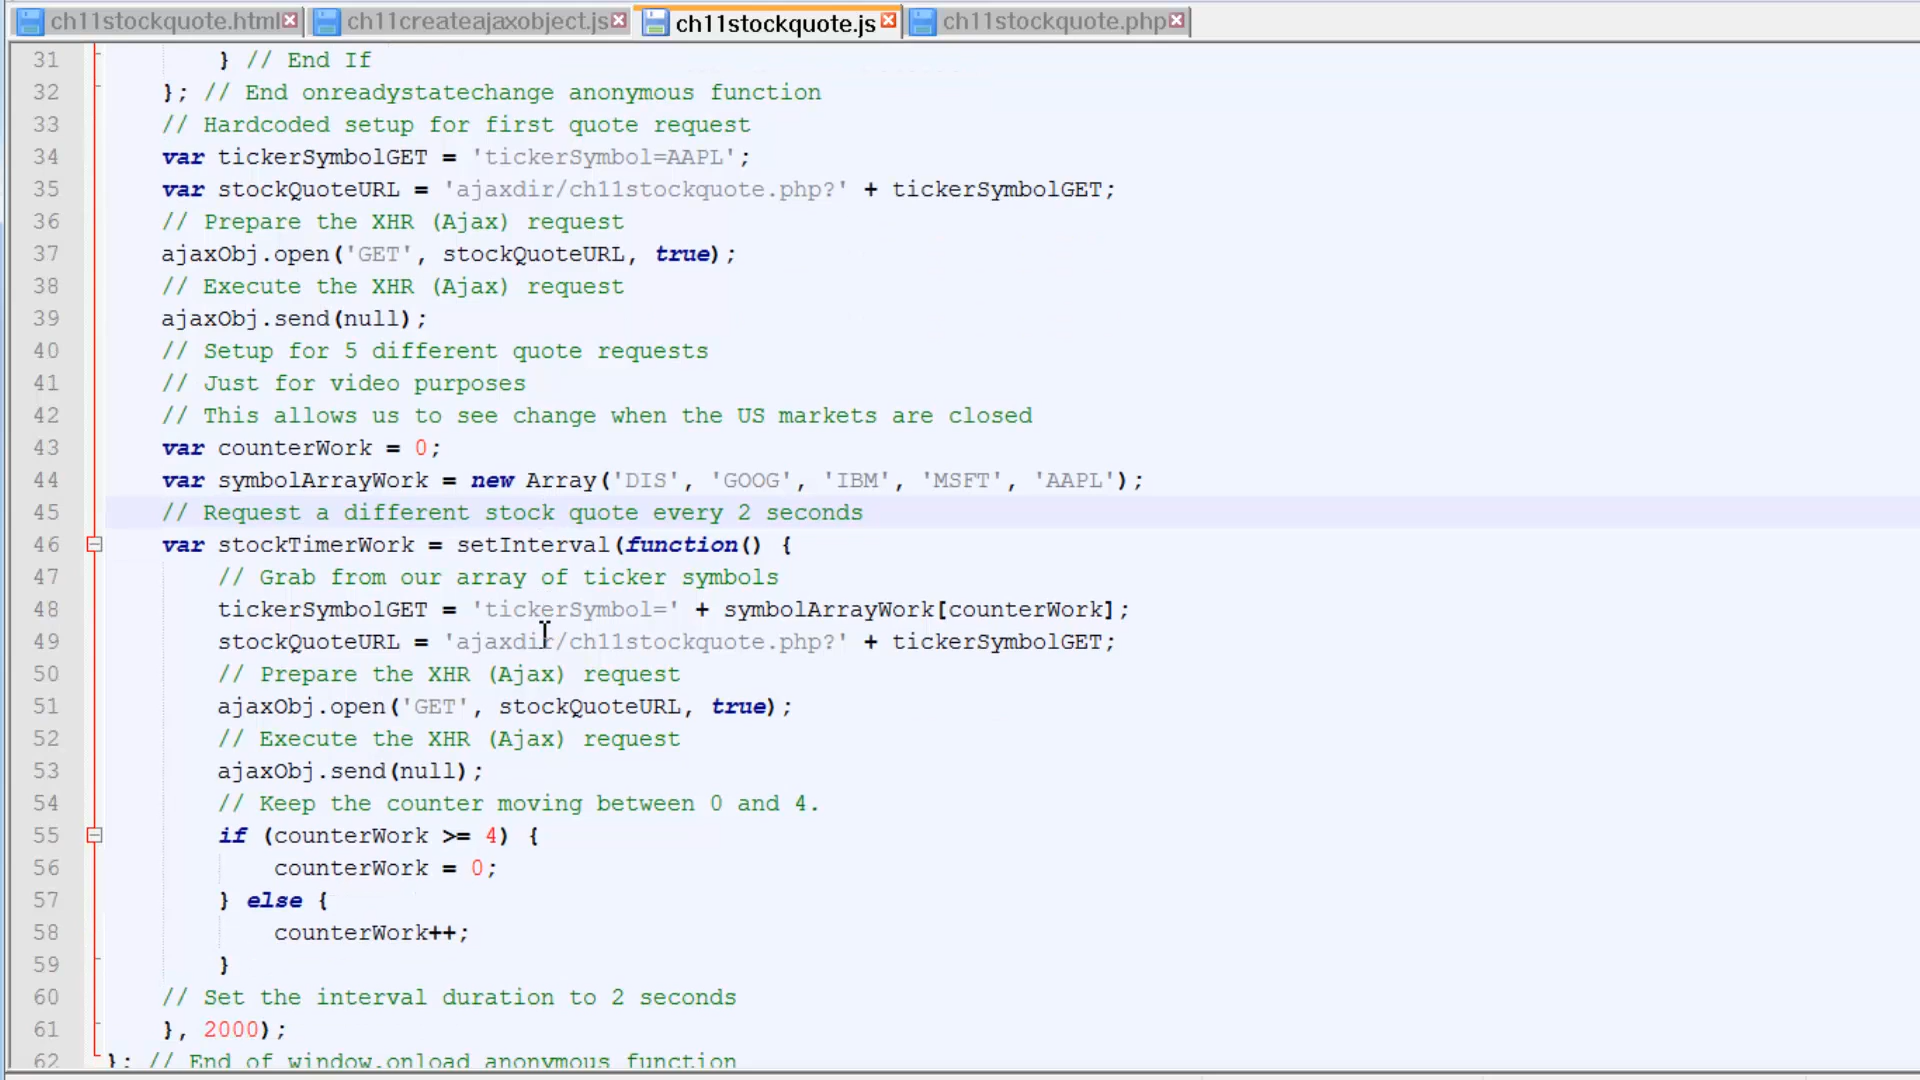 ch11stockquote.html ch11createajaxobject.js ch11stockquote.js ch11stockquote.php
31 } // End If
32 }; // End onreadystatechange anonymous function
33 // Hardcoded setup for first quote request
34 var tickerSymbolGET = 'tickerSymbol=AAPL';
35 var stockQuoteURL = 'ajaxdir/ch11stockquote.php?' + tickerSymbolGET;
36 // Prepare the XHR (Ajax) request
37 ajaxObj.open('GET', stockQuoteURL, true);
38 // Execute the XHR (Ajax) request
39 ajaxObj.send(null);
40 // Setup for 5 different quote requests
41 // Just for video purposes
42 // This allows us to see change when the US markets are closed
43 var counterWork = 0;
44 var symbolArrayWork = new Array('DIS', 'GOOG', 'IBM', 'MSFT', 'AAPL');
45 // Request a different stock quote every 2 seconds
46 var stockTimerWork = setInterval(function() {
47 // Grab from our array of ticker symbols
48 tickerSymbolGET = 'tickerSymbol=' + symbolArrayWork[counterWork];
49 stockQuoteURL = 'ajaxdir/ch11stockquote.php?' + tickerSymbolGET;
50 // Prepare the XHR (Ajax) request
51 ajaxObj.open('GET', stockQuoteURL, true);
52 // Execute the XHR (Ajax) request
53 ajaxObj.send(null);
54 // Keep the counter moving between 0 and 4.
55 if (counterWork >= 4) {
56 counterWork = 0;
57 } else {
58 counterWork++;
59 }
60 // Set the interval duration to 2 seconds
61 }, 2000);
62 }; // End of window.onload anonymous function